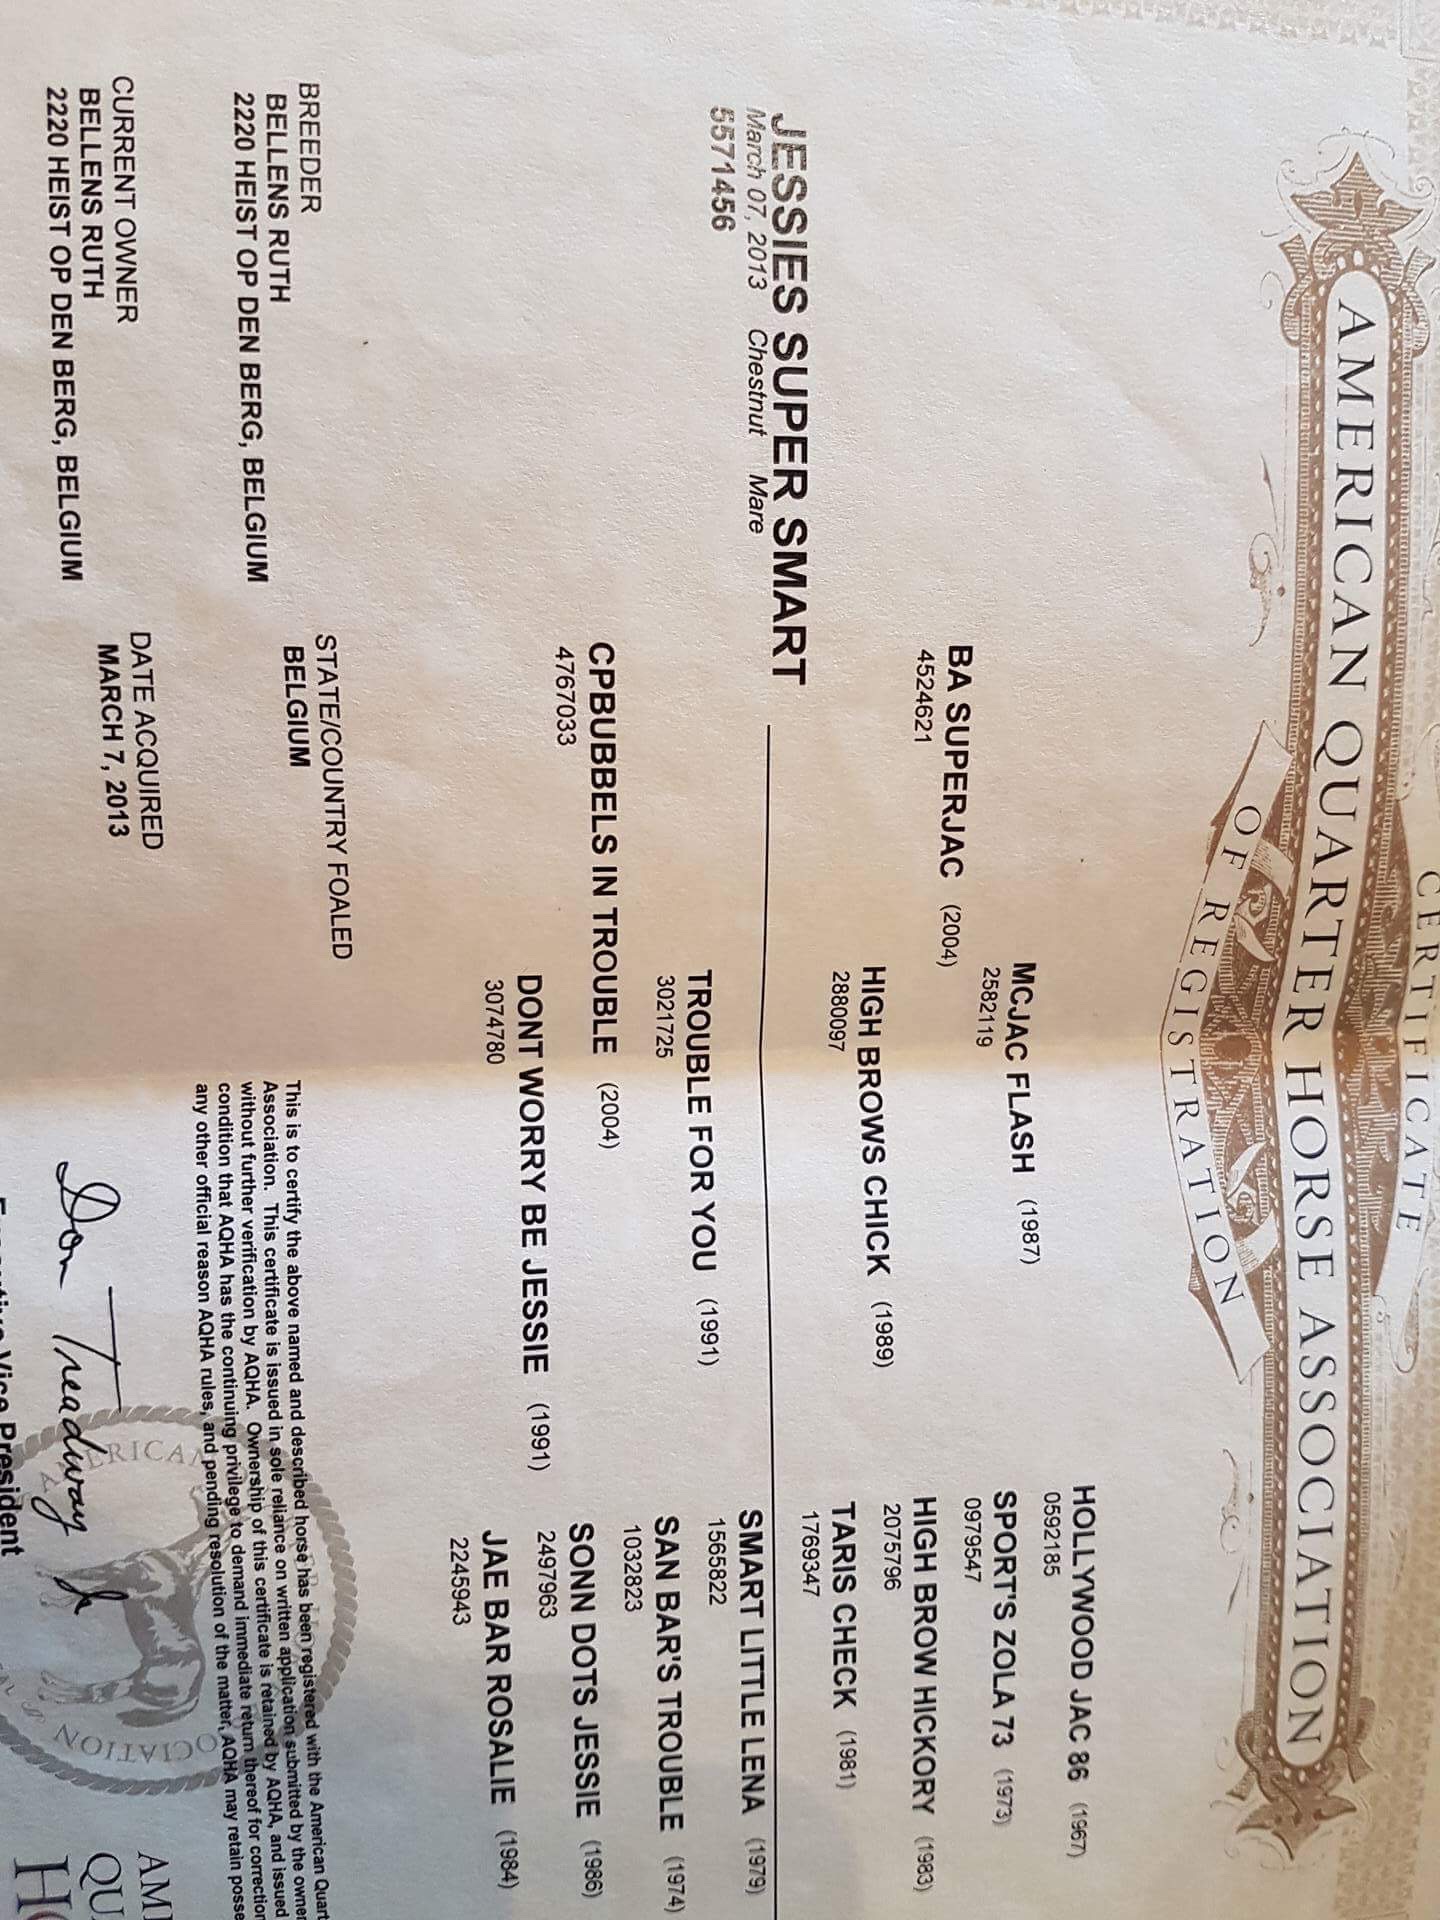 CERTIFICATE
AMERICAN QUARTER HORSE ASSOCIATION
OF REGISTRATION
HOLLYWOOD JAC 86 (1967)
0592185
MCJAC FLASH (1987)
2582119
SPORT'S ZOLA 73 (1973)
0979547
BA SUPERJAC (2004)
4524621
HIGH BROW HICKORY (1983)
2075796
HIGH BROWS CHICK (1989)
2880097
TARIS CHECK (1981)
1769347
JESSIES SUPER SMART
March 07, 2013 Chestnut Mare
5571456
SMART LITTLE LENA (1979)
1565822
TROUBLE FOR YOU (1991)
3021725
SAN BAR'S TROUBLE (1974)
1032823
CPBUBBELS IN TROUBLE (2004)
4767033
SONN DOTS JESSIE (1986)
2497963
DONT WORRY BE JESSIE (1991)
3074780
JAE BAR ROSALIE (1984)
2245943
BREEDER
BELLENS RUTH
2220 HEIST OP DEN BERG, BELGIUM
STATE/COUNTRY FOALED
BELGIUM
CURRENT OWNER
BELLENS RUTH
2220 HEIST OP DEN BERG, BELGIUM
DATE ACQUIRED
MARCH 7, 2013
This is to certify the above named and described horse has been registered with the American Quart
Association. This certificate is issued in sole reliance on written application submitted by the owner
without further verification by AQHA. Ownership of this certificate is retained by AQHA, and issued
condition that AQHA has the continuing privilege to demand immediate return thereof for correction
any other official reason AQHA rules, and pending resolution of the matter, AQHA may retain posse
Don Treadway Jr
Executive Vice President
AME
QUA
HO